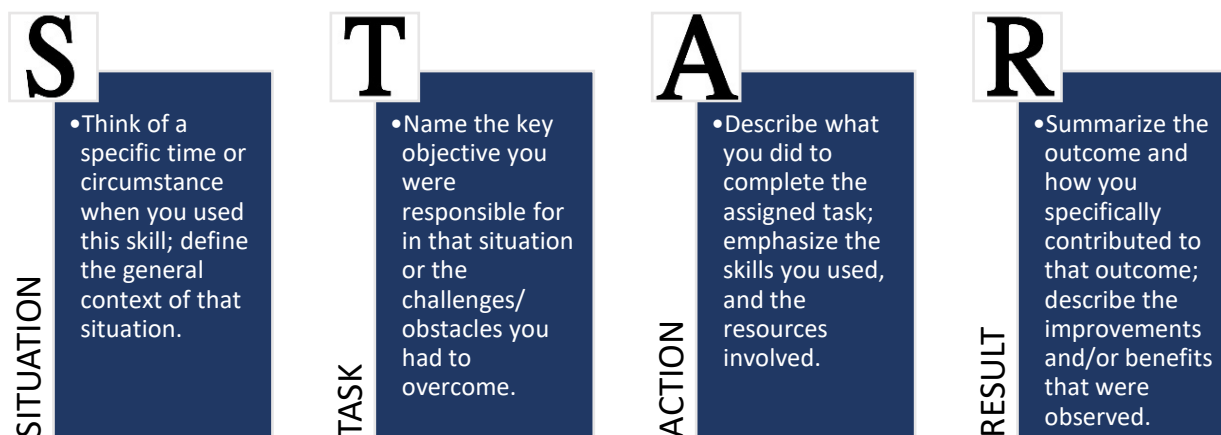 S
SITUATION
•Think of a
specific time or
circumstance
when you used
this skill; define
the general
context of that
situation.
T
TASK
•Name the key
objective you
were
responsible for
in that situation
or the
challenges/
obstacles you
had to
overcome.
A
ACTION
•Describe what
you did to
complete the
assigned task;
emphasize the
skills you used,
and the
resources
involved.
R
RESULT
•Summarize the
outcome and
how you
specifically
contributed to
that outcome;
describe the
improvements
and/or benefits
that were
observed.